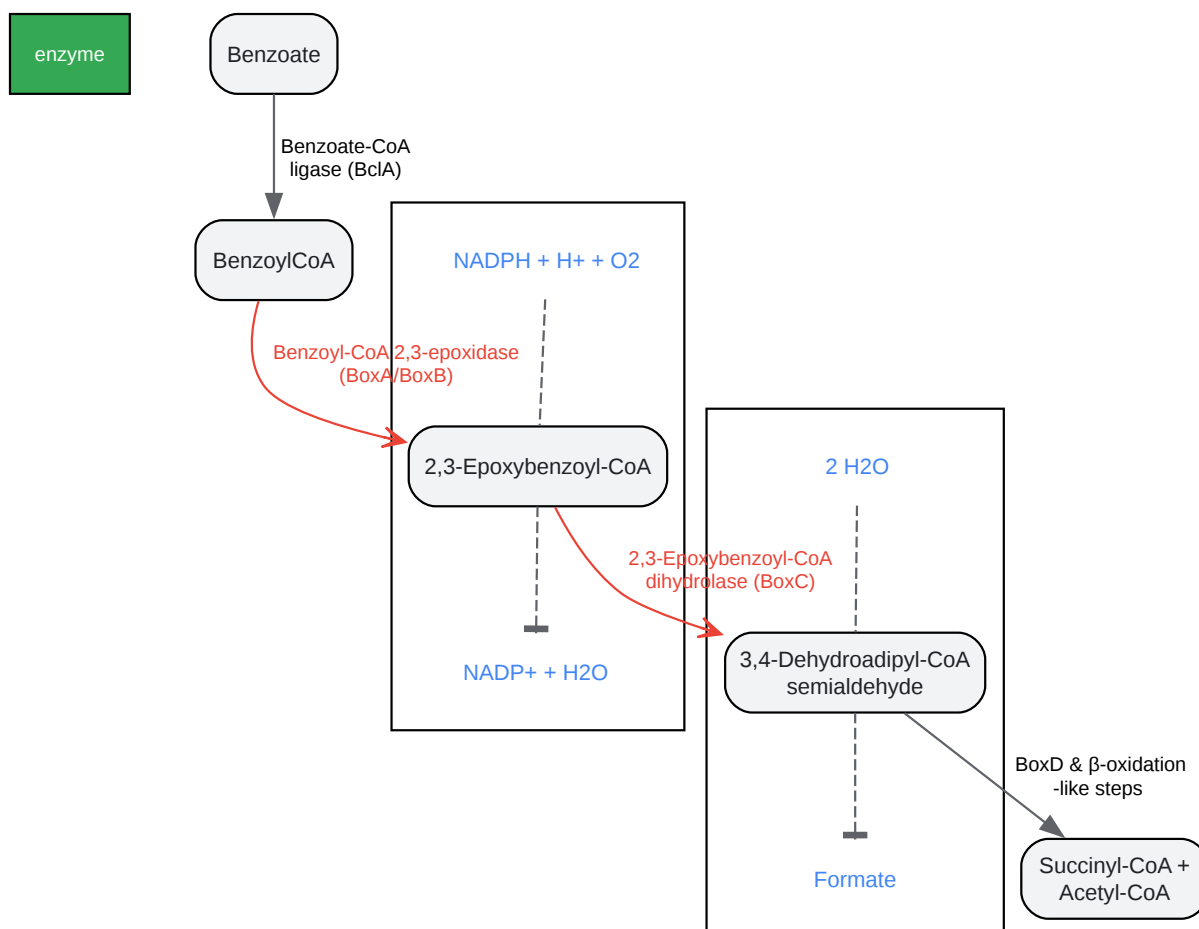 enzyme
Benzoate
Benzoate-CoA
ligase (BclA)
BenzoylCoA
NADPH + H+ + O2
Benzoyl-CoA 2,3-epoxidase
(BoxA/BoxB)
2,3-Epoxybenzoyl-CoA
2 H2O
2,3-Epoxybenzoyl-CoA
dihydrolase (BoxC)
NADP+ + H2O
3,4-Dehydroadipyl-CoA
semialdehyde
BoxD & β-oxidation
-like steps
Formate
Succinyl-CoA +
Acetyl-CoA